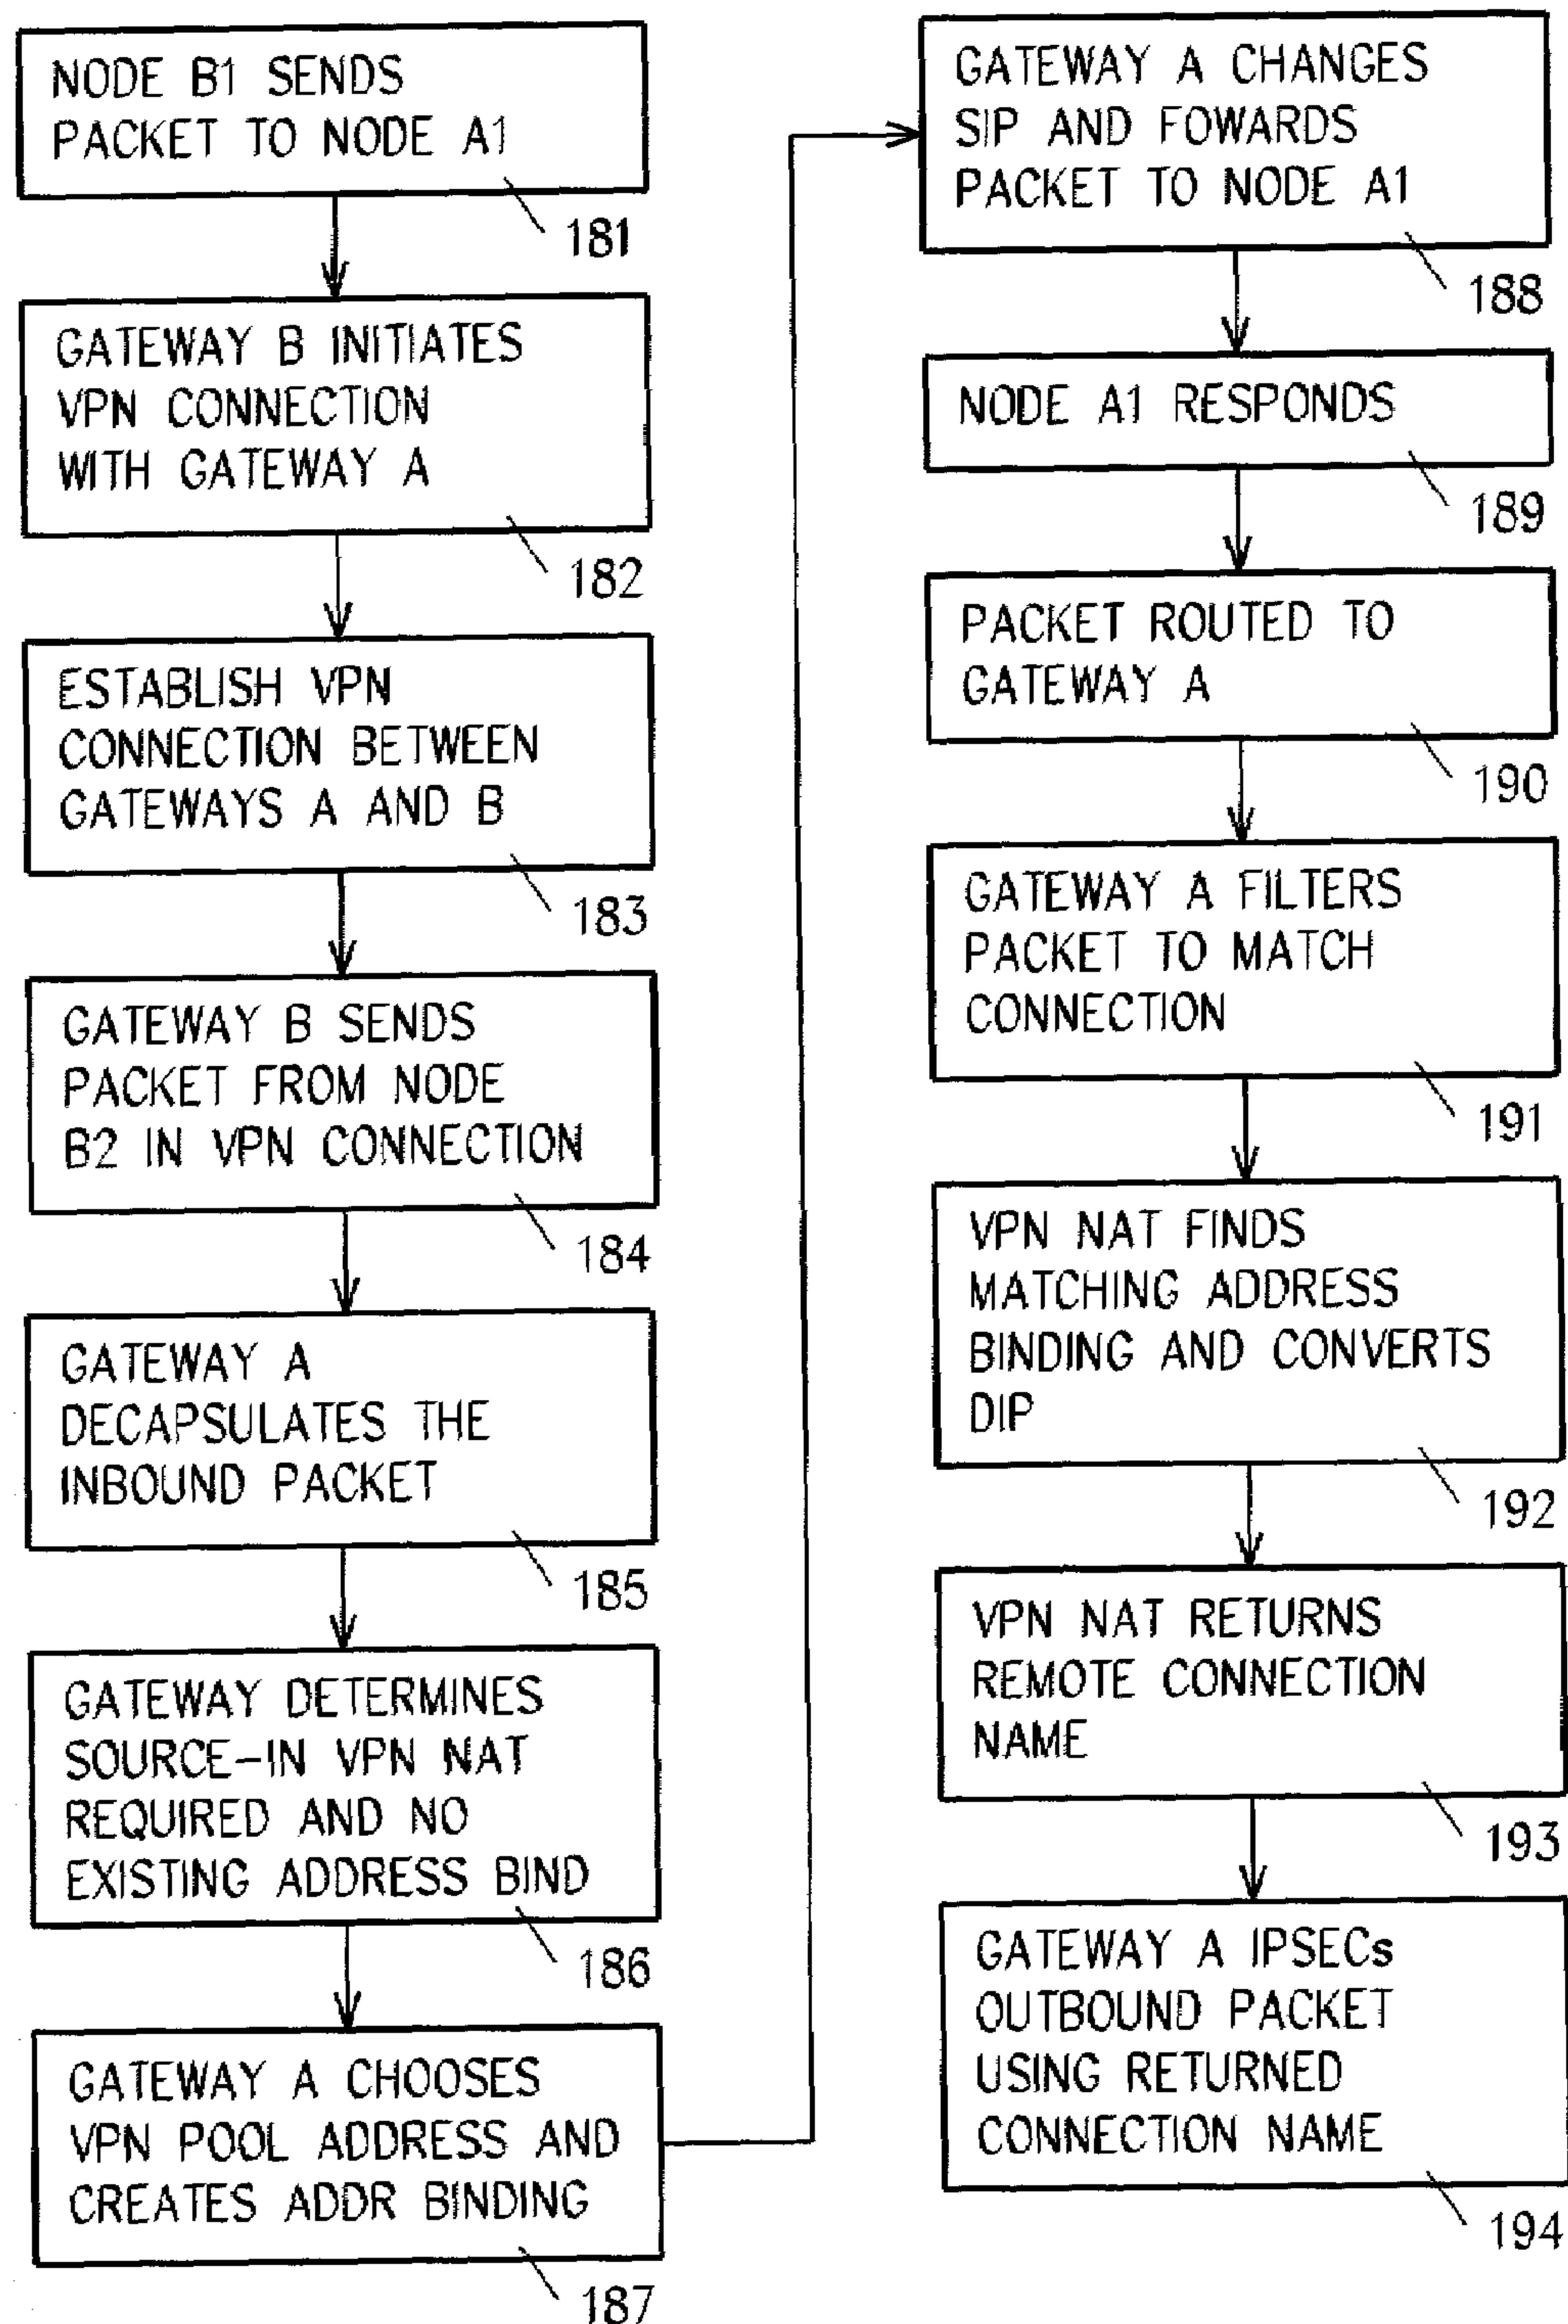 NODE B1 SENDS
PACKET TO NODE A1
181
GATEWAY B INITIATES
VPN CONNECTION
WITH GATEWAY A
182
ESTABLISH VPN
CONNECTION BETWEEN
GATEWAYS A AND B
183
GATEWAY B SENDS
PACKET FROM NODE
B2 IN VPN CONNECTION
184
GATEWAY A
DECAPSULATES THE
INBOUND PACKET
185
GATEWAY DETERMINES
SOURCE-IN VPN NAT
REQUIRED AND NO
EXISTING ADDRESS BIND
186
GATEWAY A CHOOSES
VPN POOL ADDRESS AND
CREATES ADDR BINDING
187
GATEWAY A CHANGES
SIP AND FOWARDS
PACKET TO NODE A1
188
NODE A1 RESPONDS
189
PACKET ROUTED TO
GATEWAY A
190
GATEWAY A FILTERS
PACKET TO MATCH
CONNECTION
191
VPN NAT FINDS
MATCHING ADDRESS
BINDING AND CONVERTS
DIP
192
VPN NAT RETURNS
REMOTE CONNECTION
NAME
193
GATEWAY A IPSECs
OUTBOUND PACKET
USING RETURNED
CONNECTION NAME
194